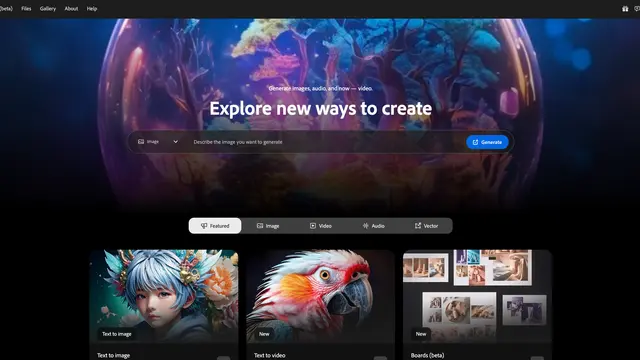 (beta) Files Gallery About Help
Generate images, audio, and now — video.
Explore new ways to create
Image Describe the image you want to generate Generate
Featured Image Video Audio Vector
Text to image New New
Text to image Text to video Boards (beta)